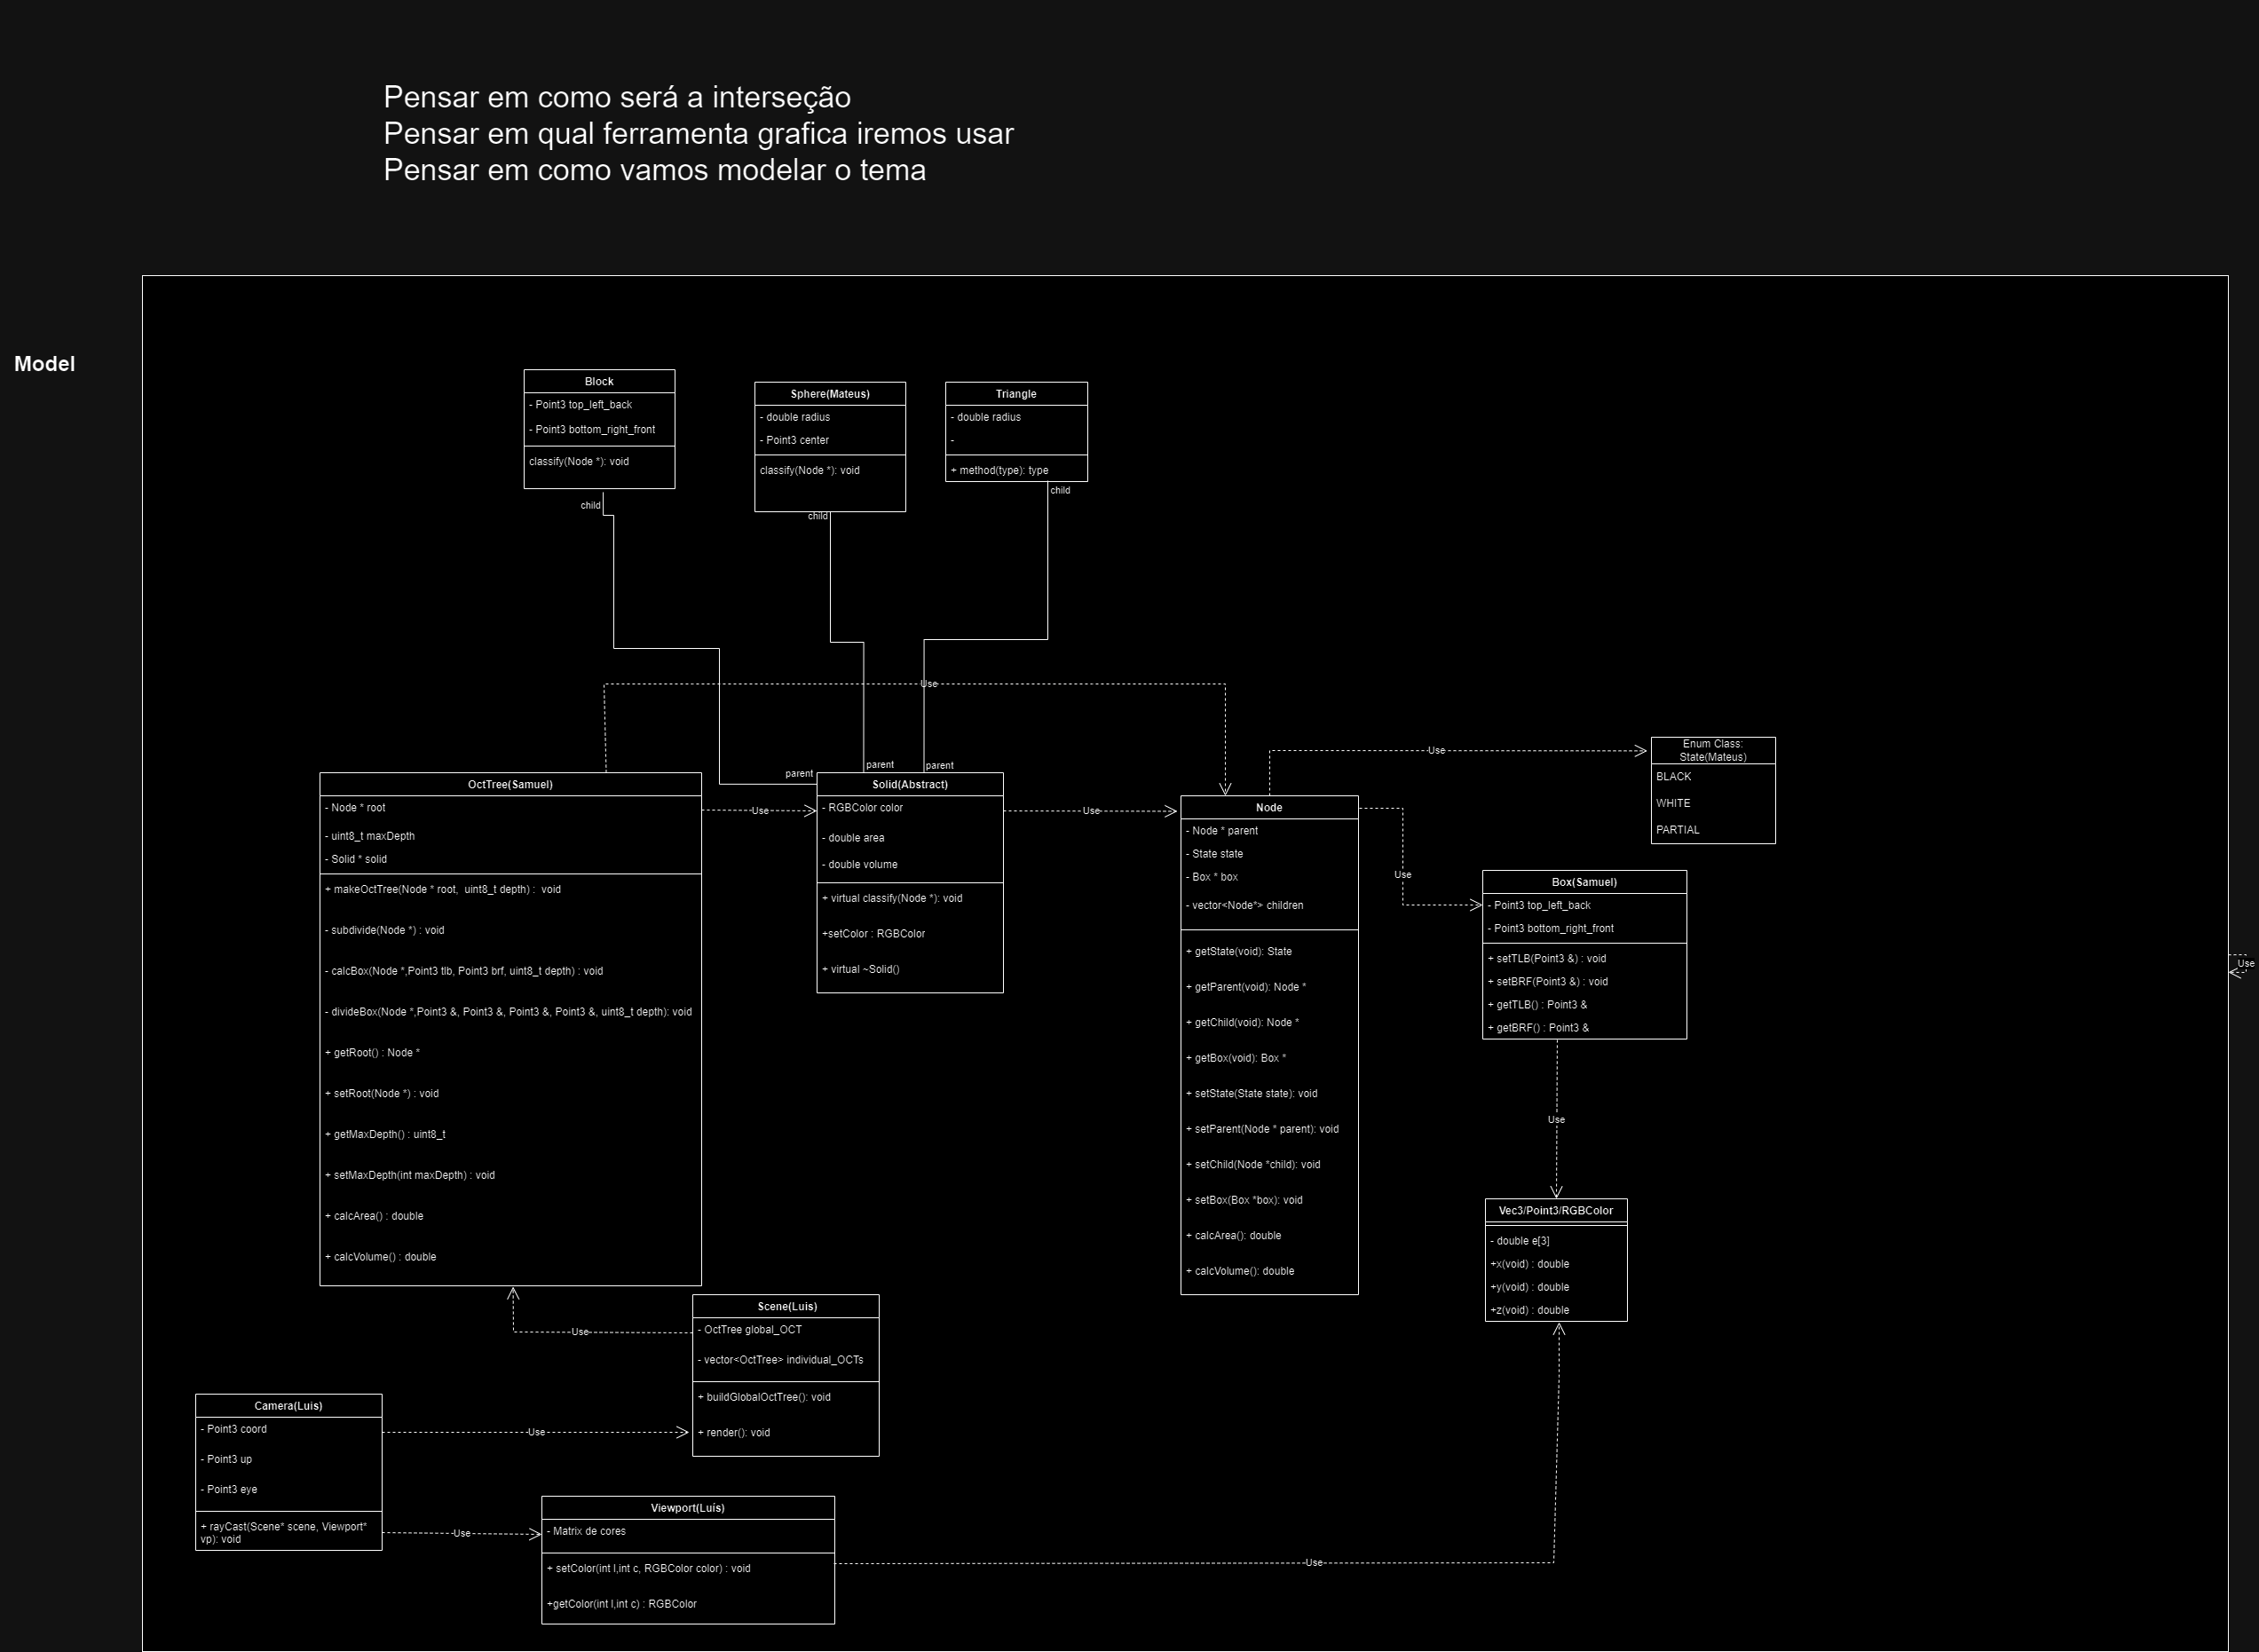 Pensar em como será a interseção
Pensar em qual ferramenta grafica iremos usar
Pensar em como vamos modelar o tema
Model
Block
- Point3 top_left_back
- Point3 bottom_right_front
classify(Node *): void
child
Sphere(Mateus)
- double radius
- Point3 center
classify(Node *): void
child
Triangle
- double radius
-
+ method(type): type
child
Use
parent
parent
parent
OctTree(Samuel)
- Node * root
- uint8_t maxDepth
- Solid * solid
+ makeOctTree(Node * root,  uint8_t depth) :  void
- subdivide(Node *) : void
- calcBox(Node *,Point3 tlb, Point3 brf, uint8_t depth) : void
- divideBox(Node *,Point3 &, Point3 &, Point3 &, Point3 &, uint8_t depth): void
+ getRoot() : Node *
+ setRoot(Node *) : void
+ getMaxDepth() : uint8_t
+ setMaxDepth(int maxDepth) : void
+ calcArea() : double
+ calcVolume() : double
Use
Solid(Abstract)
- RGBColor color
- double area
- double volume
+ virtual classify(Node *): void
+setColor : RGBColor
+ virtual ~Solid()
Use
Node
- Node * parent
- State state
- Box * box
- vector<Node*> children
+ getState(void): State
+ getParent(void): Node *
+ getChild(void): Node *
+ getBox(void): Box *
+ setState(State state): void
+ setParent(Node * parent): void
+ setChild(Node *child): void
+ setBox(Box *box): void
+ calcArea(): double
+ calcVolume(): double
Use
Enum Class:
State(Mateus)
BLACK
WHITE
PARTIAL
Use
Box(Samuel)
- Point3 top_left_back
- Point3 bottom_right_front
+ setTLB(Point3 &) : void
+ setBRF(Point3 &) : void
+ getTLB() : Point3 &
+ getBRF() : Point3 &
Use
Use
Vec3/Point3/RGBColor
- double e[3]
+x(void) : double
+y(void) : double
+z(void) : double
Use
Scene(Luis)
- OctTree global_OCT
- vector<OctTree> individual_OCTs
+ buildGlobalOctTree(): void
+ render(): void
Camera(Luis)
- Point3 coord
- Point3 up
- Point3 eye
+ rayCast(Scene* scene, Viewport*
vp): void
Use
Use
Viewport(Luís)
- Matrix de cores
+ setColor(int l,int c, RGBColor color) : void
+getColor(int l,int c) : RGBColor
Use